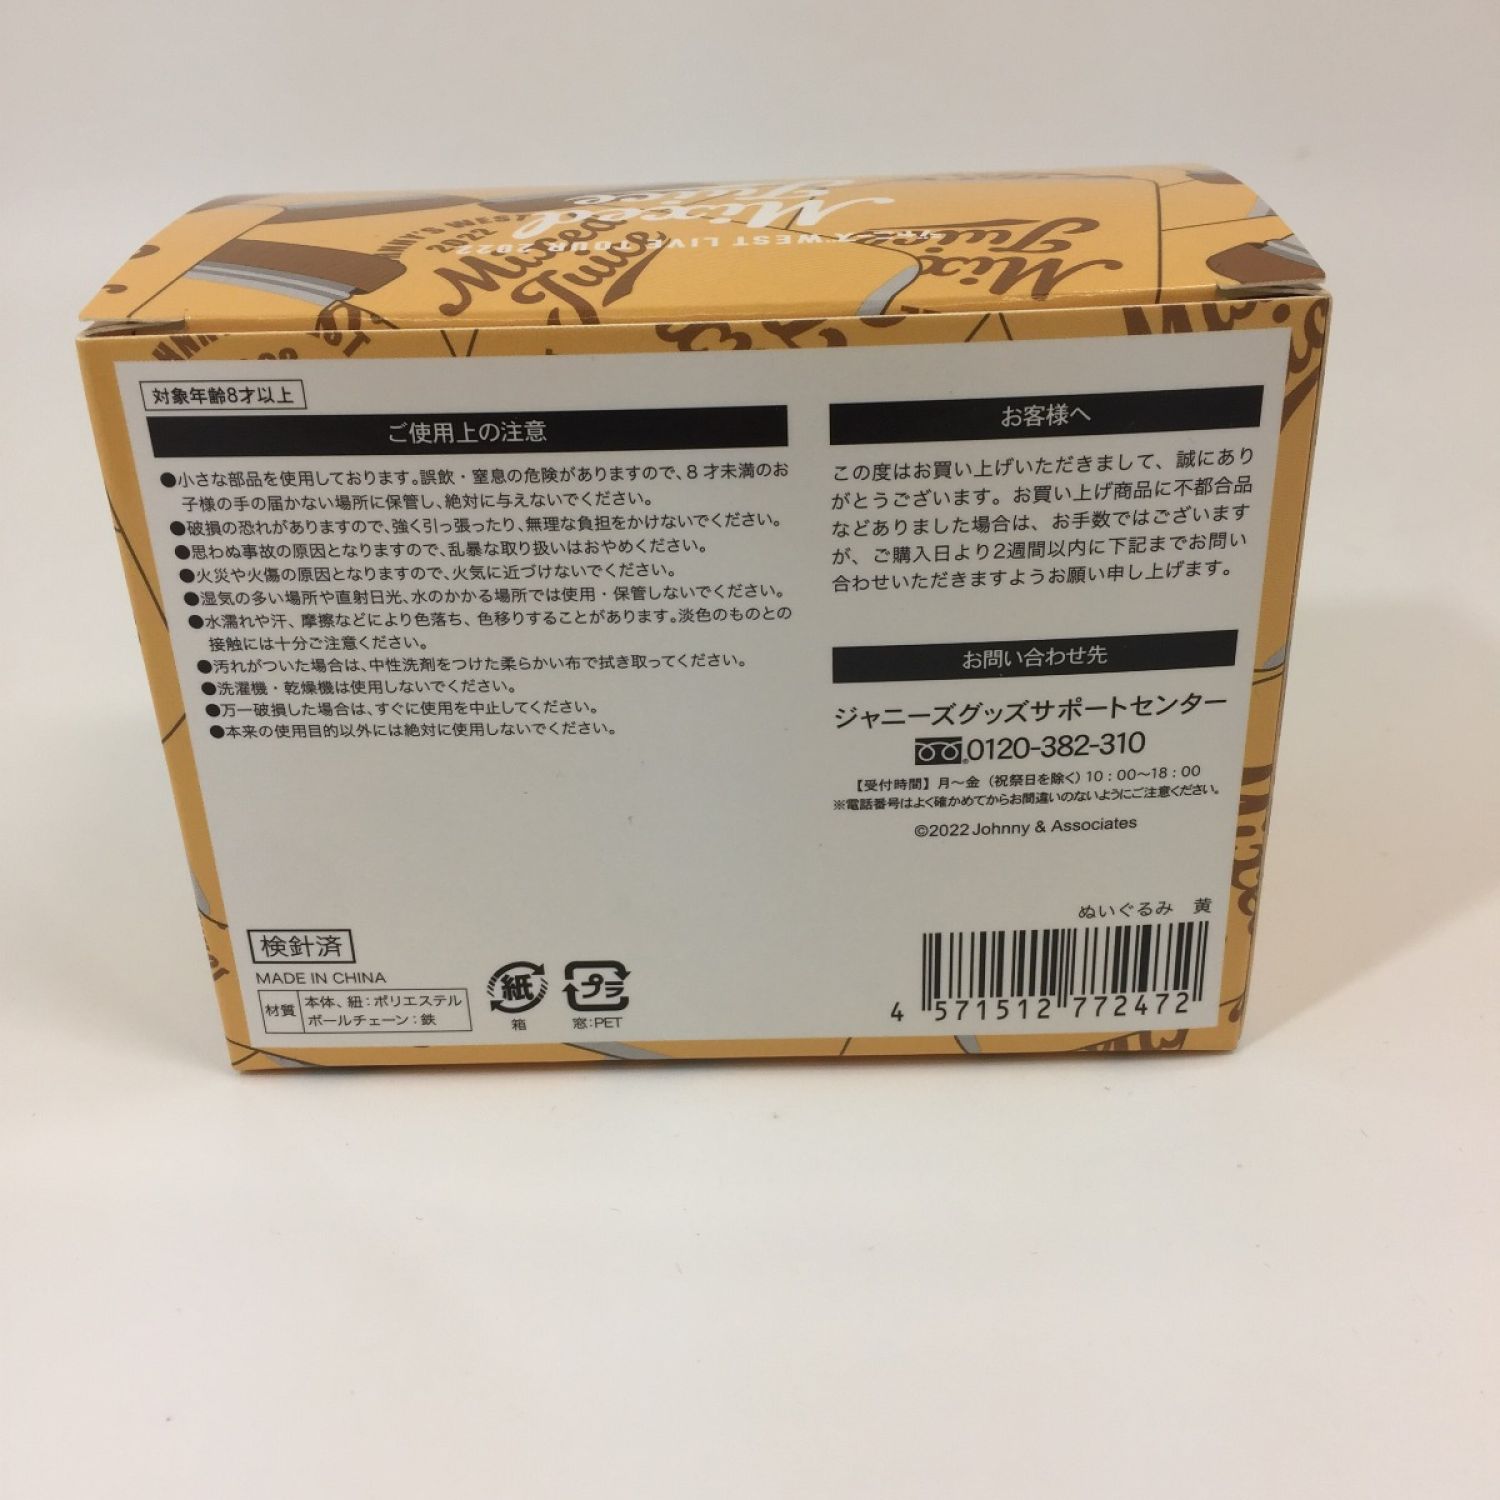 ジャニーズ WEST LIVE TOUR 2022
Mixed
Juice
JOHNNY'S WEST
2022
Mixed
Juice
対象年齢8才以上
ご使用上の注意
●小さな部品を使用しております。誤飲・窒息の危険がありますので、8才未満のお
子様の手の届かない場所に保管し、絶対に与えないでください。
●破損の恐れがありますので、強く引っ張ったり、無理な負担をかけないでください。
●思わぬ事故の原因となりますので、乱暴な取り扱いはおやめください。
●火災や火傷の原因となりますので、火気に近づけないでください。
●湿気の多い場所や直射日光、水のかかる場所では使用・保管しないでください。
●水濡れや汗、摩擦などにより色落ち、色移りすることがあります。淡色のものとの
接触には十分ご注意ください。
●汚れがついた場合は、中性洗剤をつけた柔らかい布で拭き取ってください。
●洗濯機・乾燥機は使用しないでください。
●万一破損した場合は、すぐに使用を中止してください。
●本来の使用目的以外には絶対に使用しないでください。
検針済
MADE IN CHINA
材質
本体、紐：ポリエステル
ボールチェーン：鉄
紙
箱
プラ
窓：PET
お客様へ
この度はお買い上げいただきまして、誠にあり
がとうございます。お買い上げ商品に不都合品
などありました場合は、お手数ではございます
が、ご購入日より2週間以内に下記までお問い
合わせいただきますようお願い申し上げます。
お問い合わせ先
ジャニーズグッズサポートセンター
0120-382-310
【受付時間】月〜金（祝祭日を除く）10：00〜18：00
※電話番号はよく確かめてからお間違いのないようにご注意ください。
©2022 Johnny & Associates
ぬいぐるみ　黄
4 571512 772472